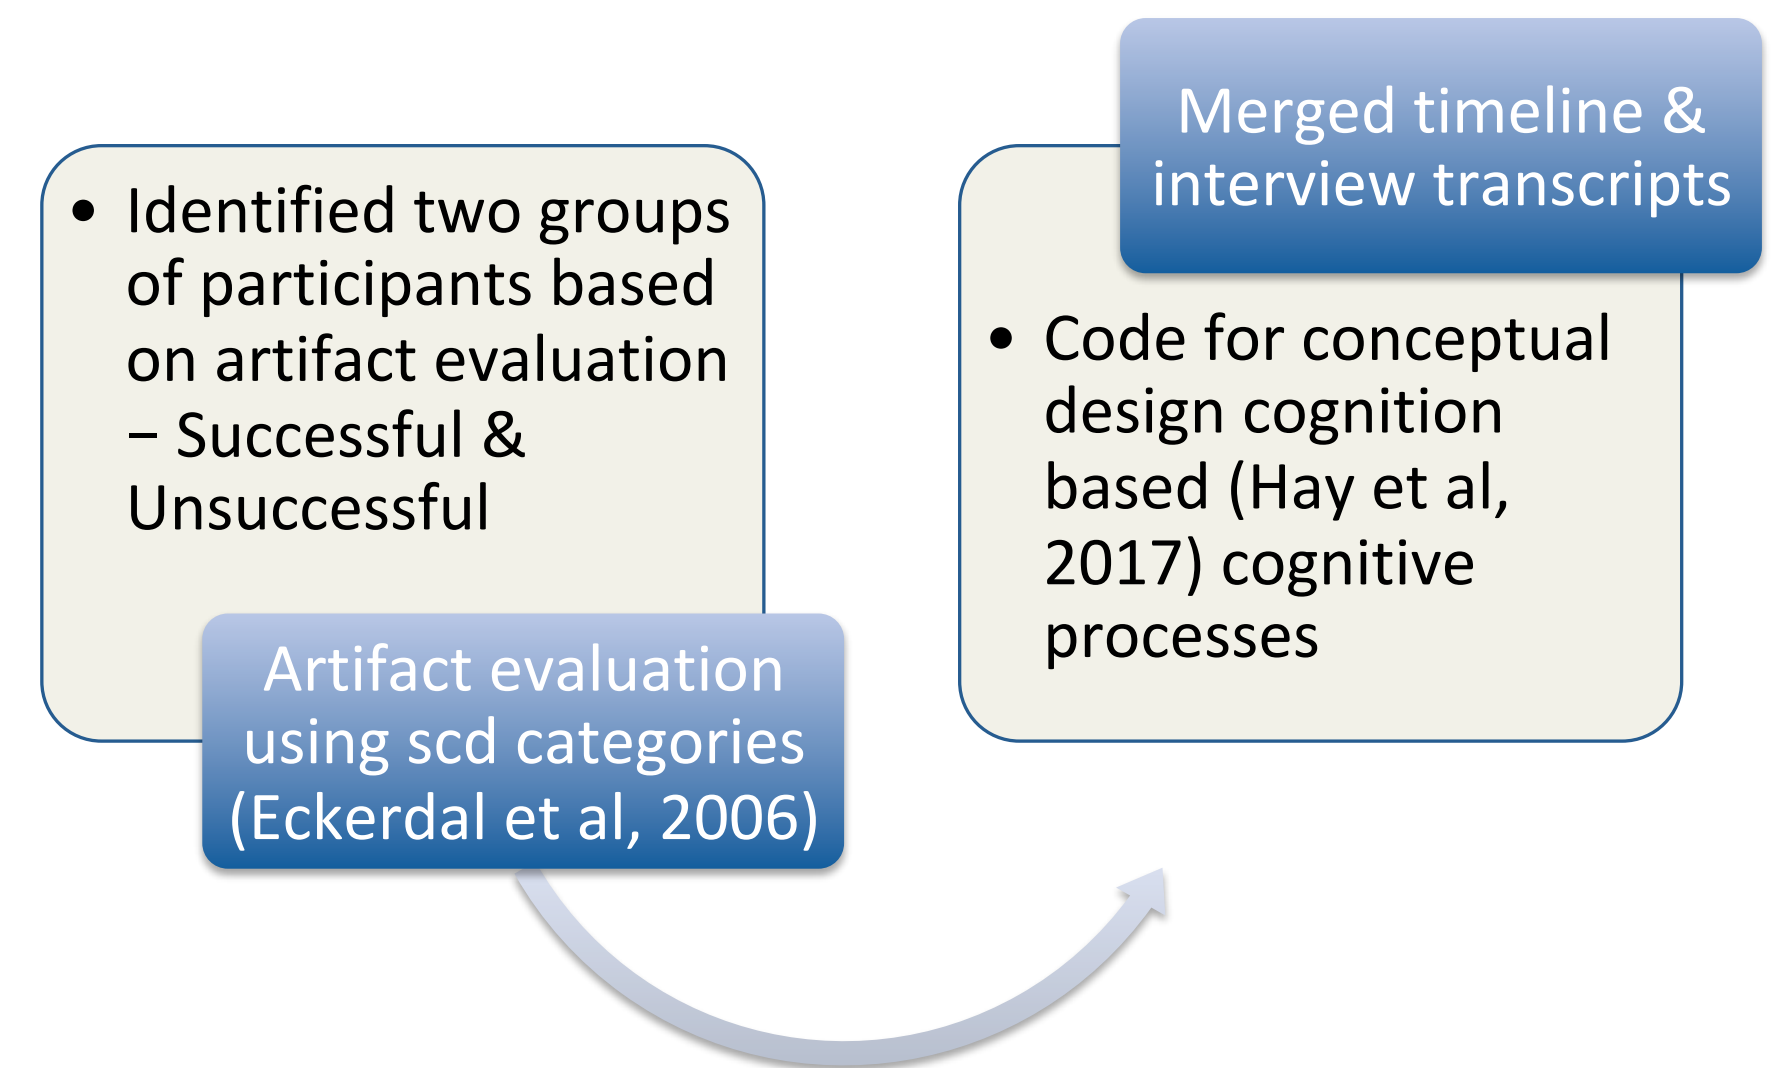 • Identified two groups
of participants based
on artifact evaluation
– Successful &
Unsuccessful
Artifact evaluation
using scd categories
(Eckerdal et al, 2006)
Merged timeline &
interview transcripts
• Code for conceptual
design cognition
based (Hay et al,
2017) cognitive
processes